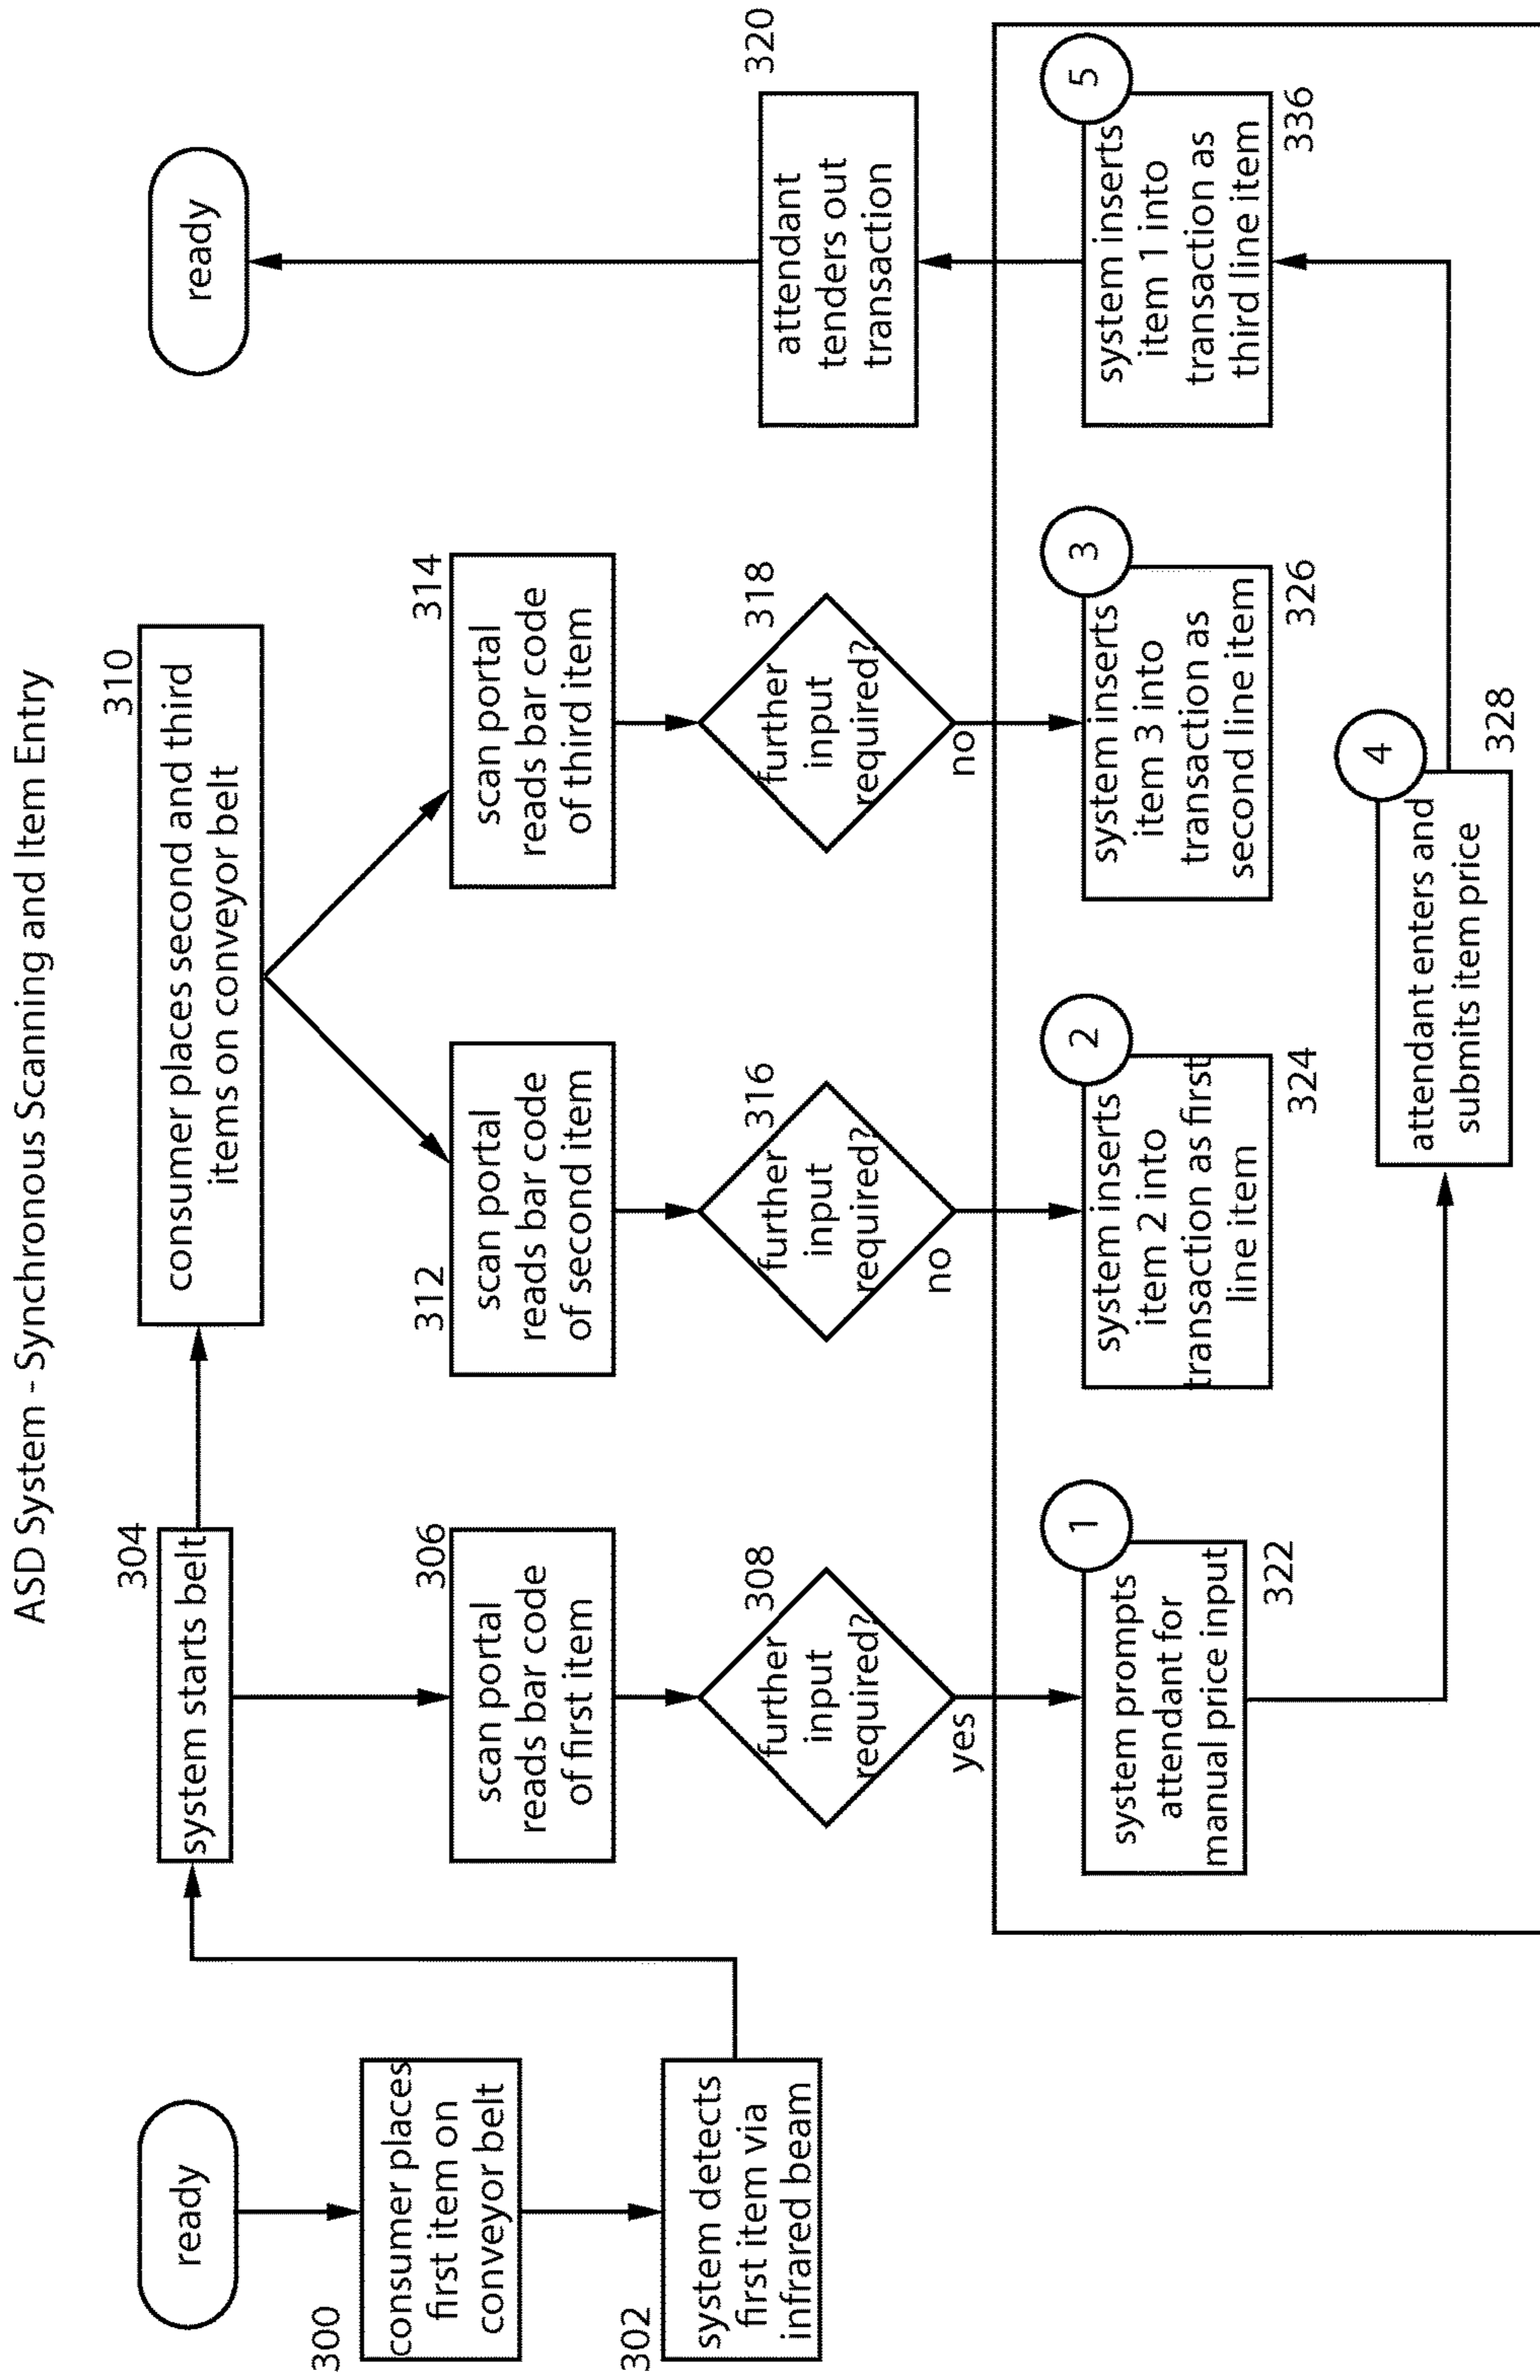 ASD System - Synchronous Scanning and Item Entry
ready
300
consumer places
first item on
conveyor belt
302
system detects
first item via
infrared beam
304
system starts belt
306
scan portal
reads bar code
of first item
308
further
input
required?
yes
310
consumer places second and third
items on conveyor belt
312
scan portal
reads bar code
of second item
316
further
input
required?
no
314
scan portal
reads bar code
of third item
318
further
input
required?
no
1
system prompts
attendant for
manual price input
322
2
system inserts
item 2 into
transaction as first
line item
324
3
system inserts
item 3 into
transaction as
second line item
326
4
attendant enters and
submits item price
328
5
system inserts
item 1 into
transaction as
third line item
336
320
attendant
tenders out
transaction
ready